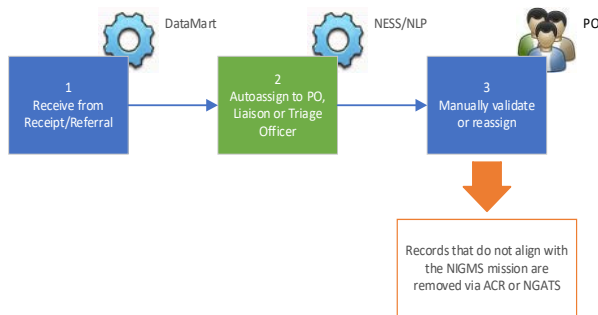 DataMart
NESS/NLP
PO
1
Receive from
Receipt/Referral
2
Autoassign to PO,
Liaison or Triage
Officer
3
Manually validate
or reassign
Records that do not align with
the NIGMS mission are
removed via ACR or NGATS